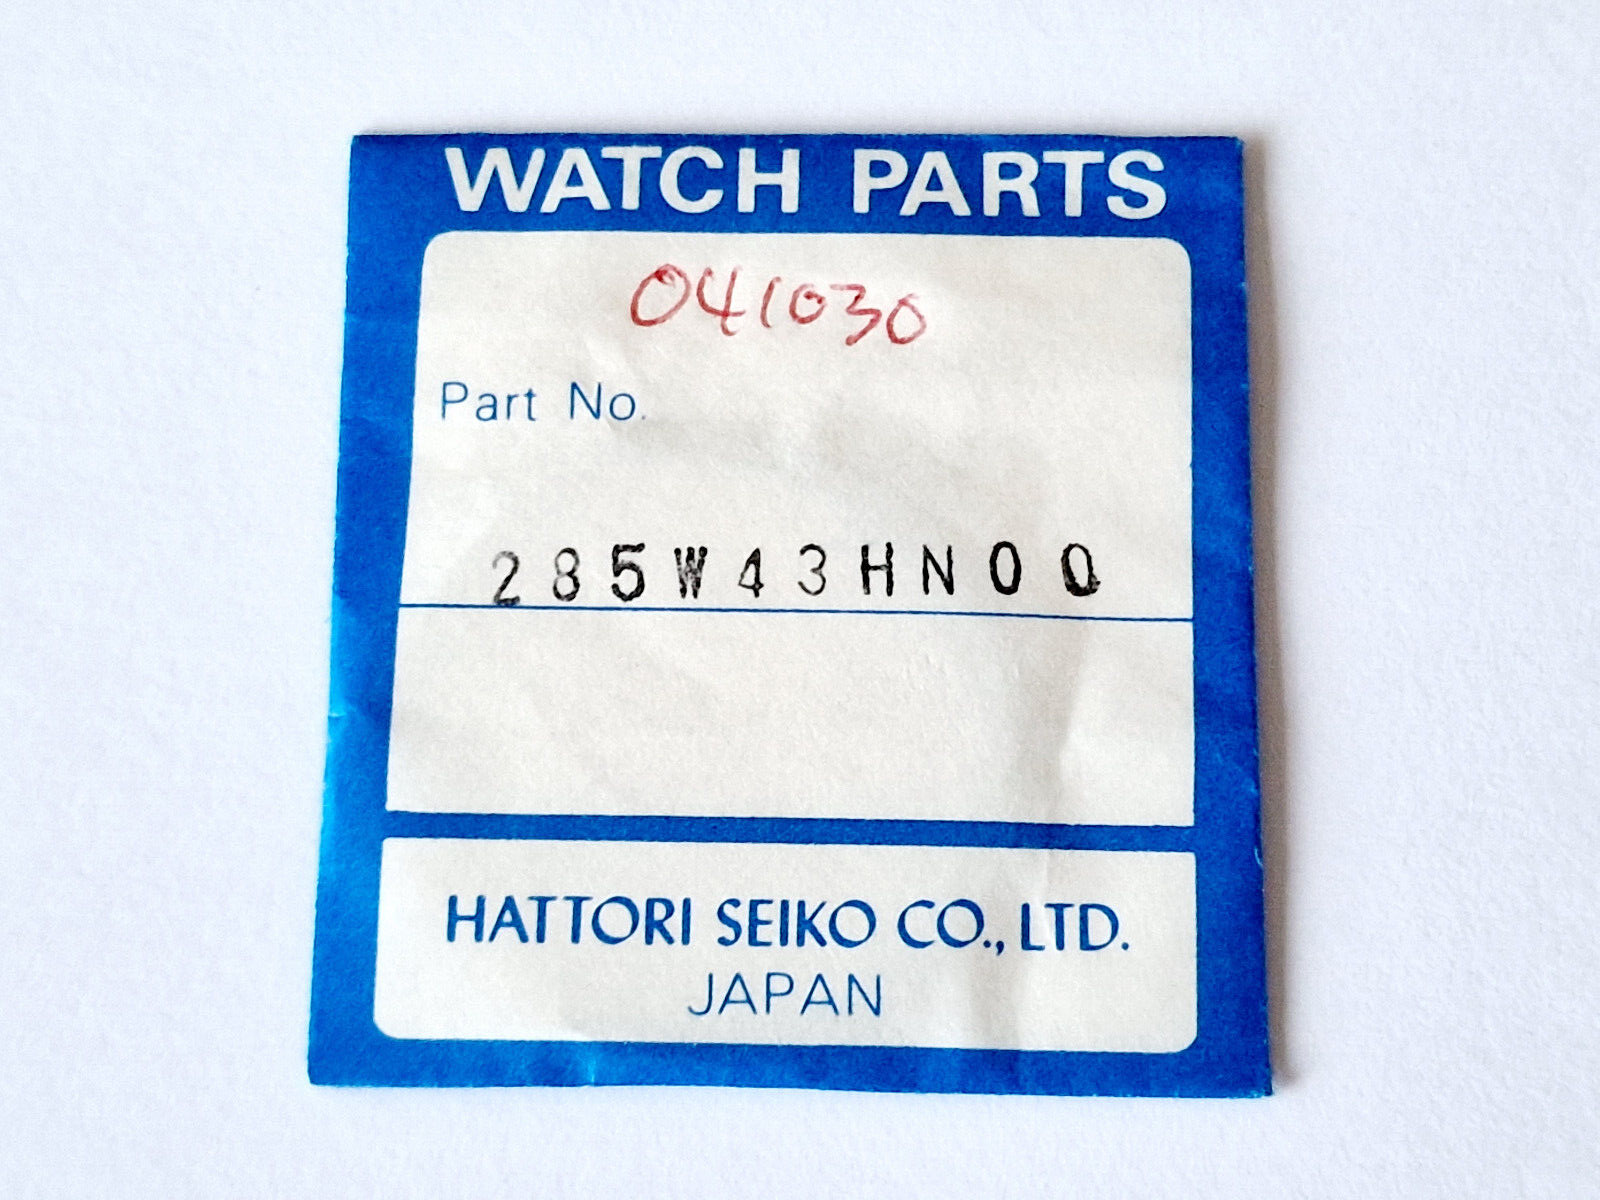 WATCH PARTS
041030
Part No.
285W43HN00
HATTORI SEIKO CO., LTD.
JAPAN